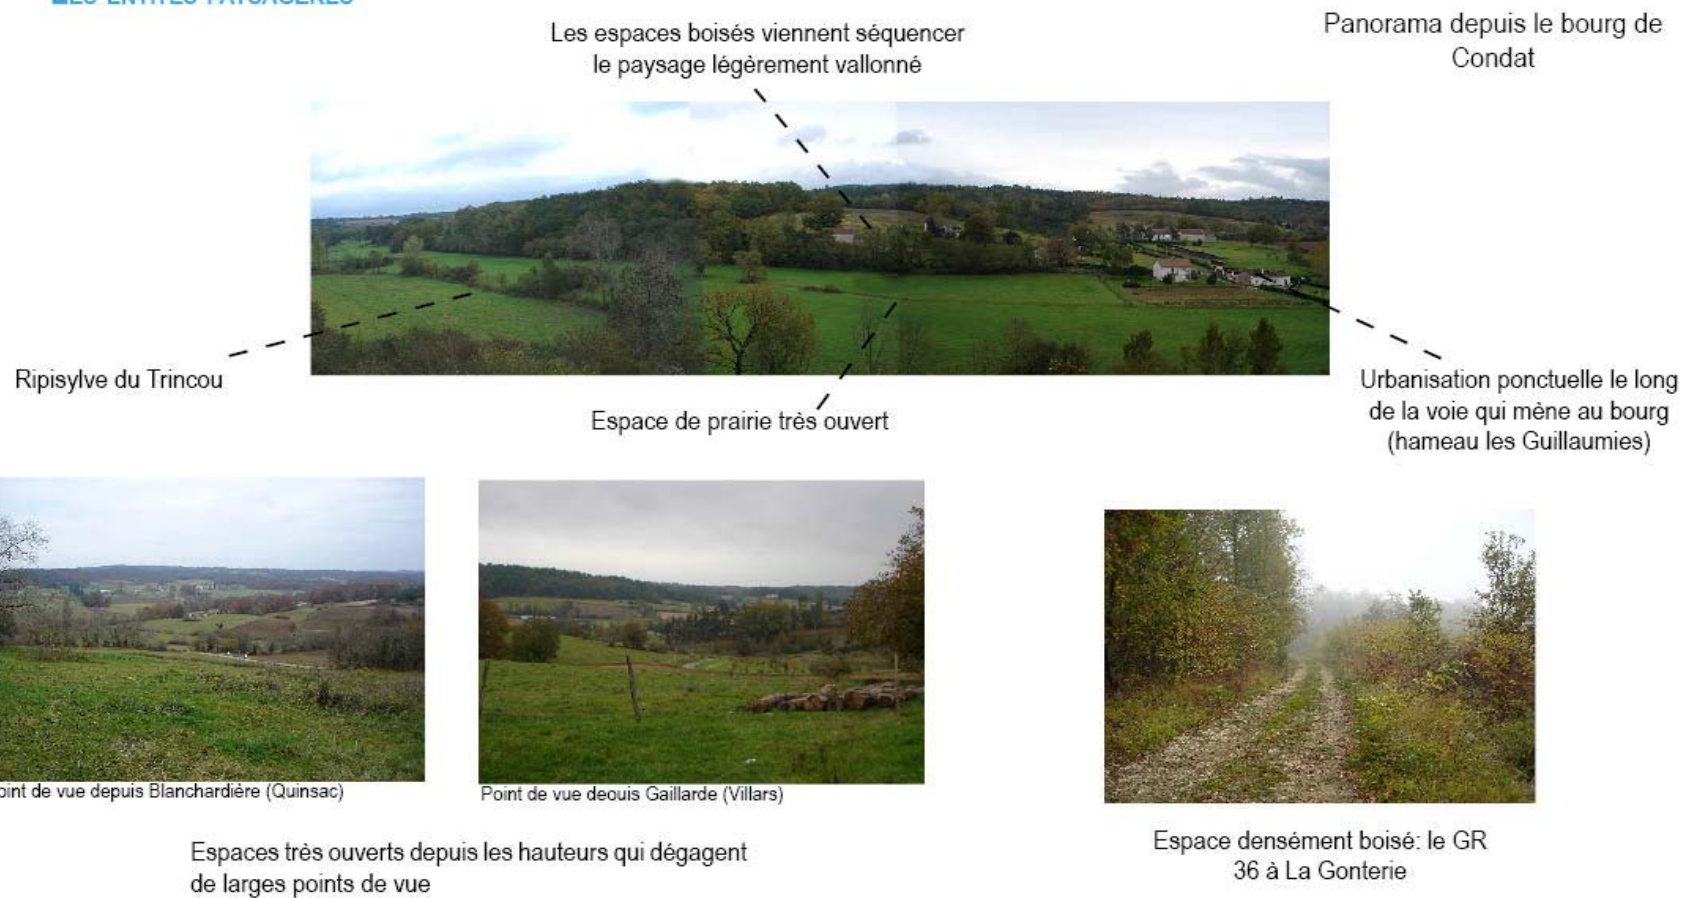 LES ENTITES PAYSAGERES
Panorama depuis le bourg de
Condat
Les espaces boisés viennent séquencer
le paysage légèrement vallonné
Ripisylve du Trincou
Espace de prairie très ouvert
Urbanisation ponctuelle le long
de la voie qui mène au bourg
(hameau les Guillaumies)
oint de vue depuis Blanchardière (Quinsac)
Point de vue deouis Gaillarde (Villars)
Espaces très ouverts depuis les hauteurs qui dégagent
de larges points de vue
Espace densément boisé: le GR
36 à La Gonterie